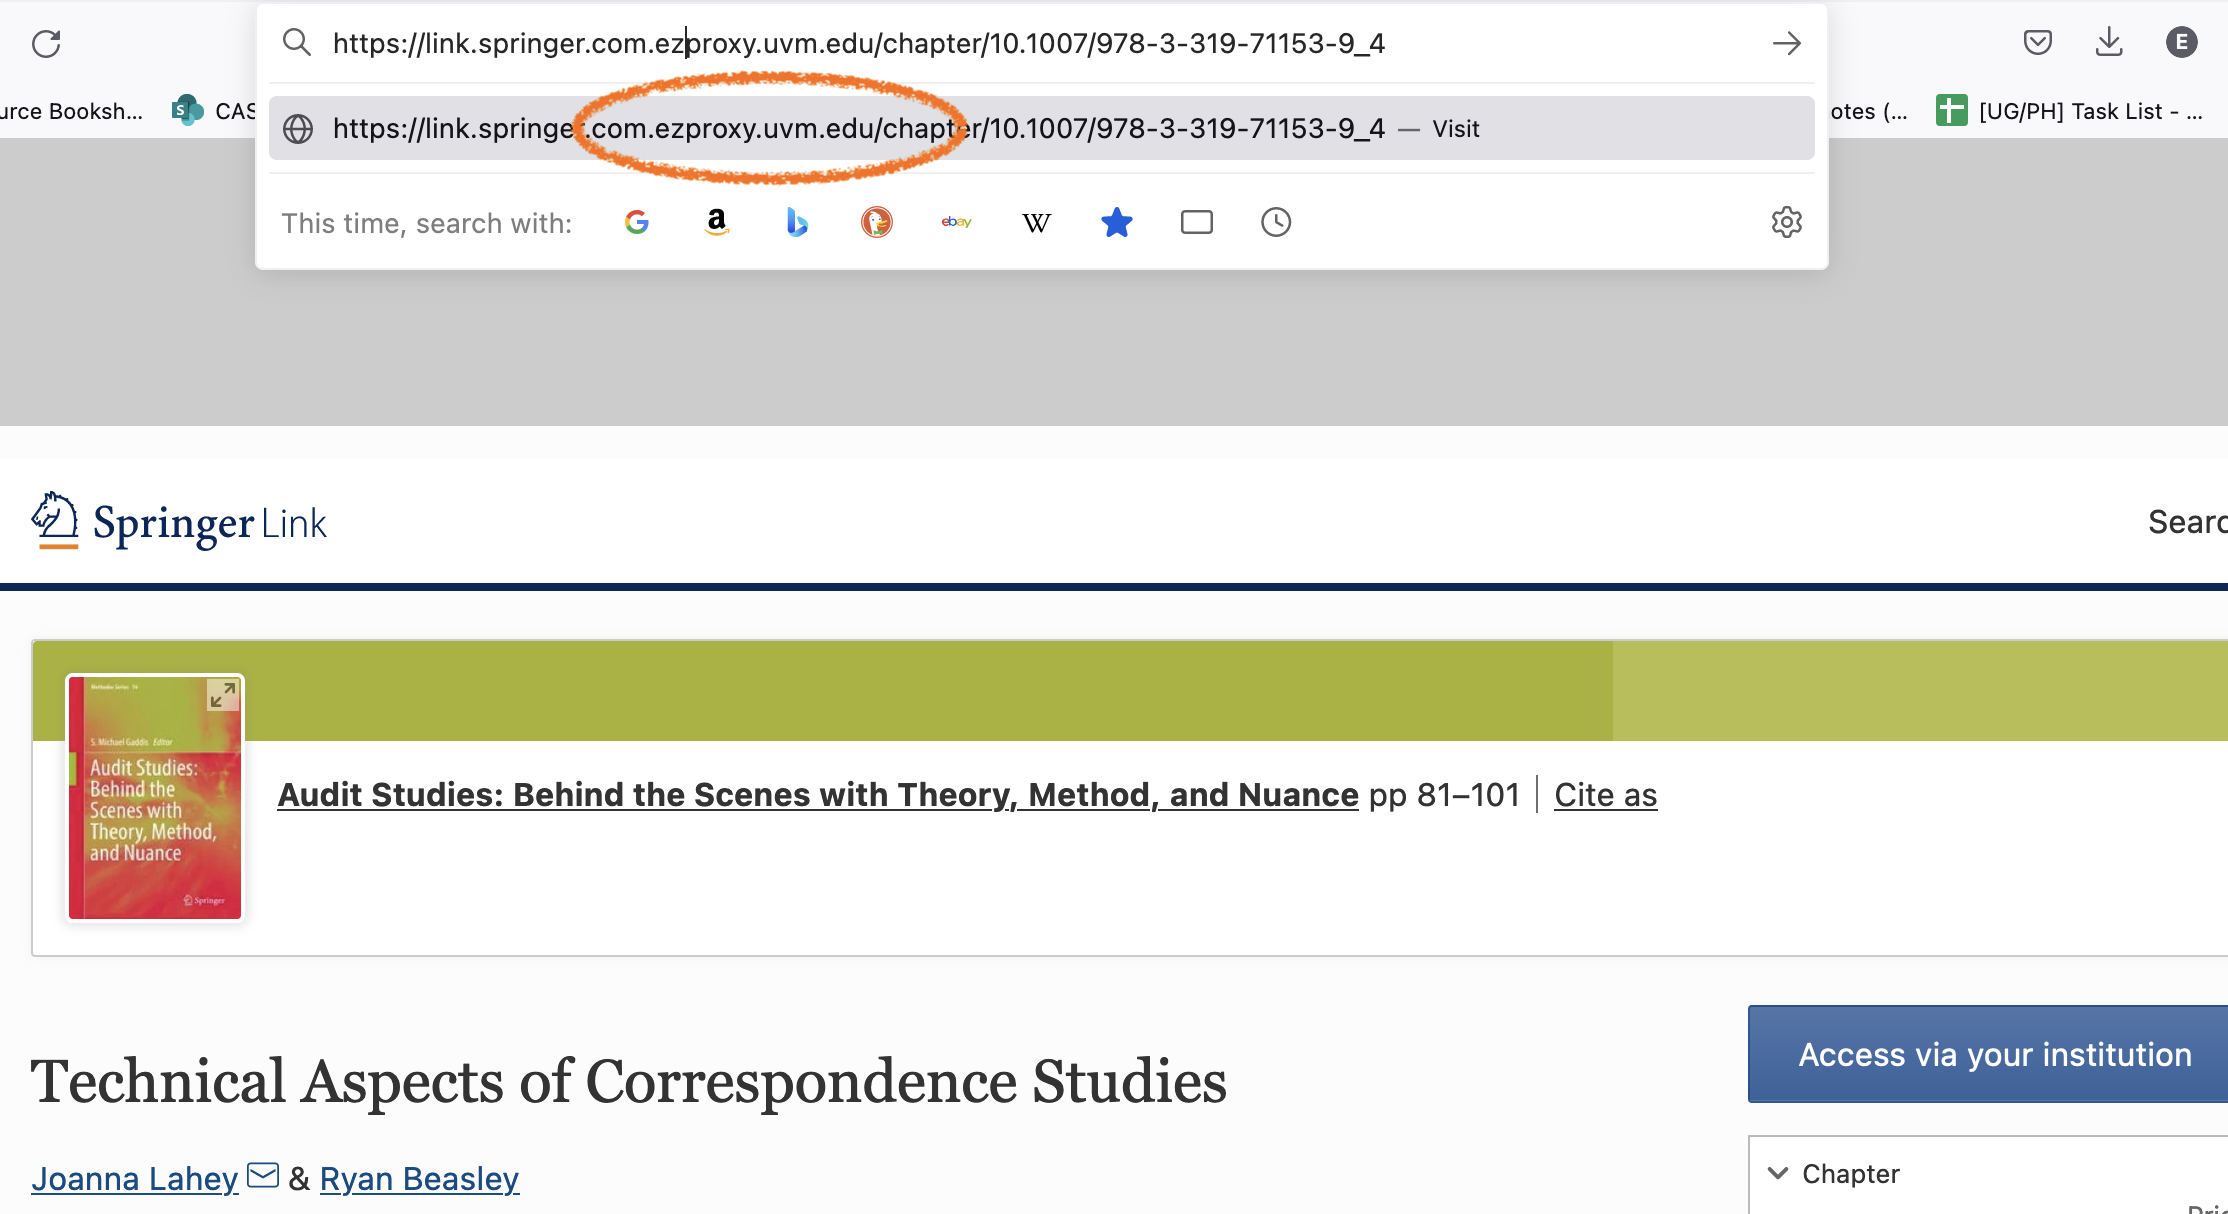 https://link.springer.com.ezproxy.uvm.edu/chapter/10.1007/978-3-319-71153-9_4
E
urce Booksh...
S
CAS
https://link.springer.com.ezproxy.uvm.edu/chapter/10.1007/978-3-319-71153-9_4 — Visit
otes (...
[UG/PH] Task List - ...
This time, search with:
G
a
b
ebay
W
Springer Link
Searc
Methodos Series 14
S. Michael Gaddis Editor
Audit Studies:
Behind the
Scenes with
Theory, Method,
and Nuance
Springer
Audit Studies: Behind the Scenes with Theory, Method, and Nuance pp 81–101 | Cite as
Technical Aspects of Correspondence Studies
Access via your institution
Joanna Lahey & Ryan Beasley
Chapter